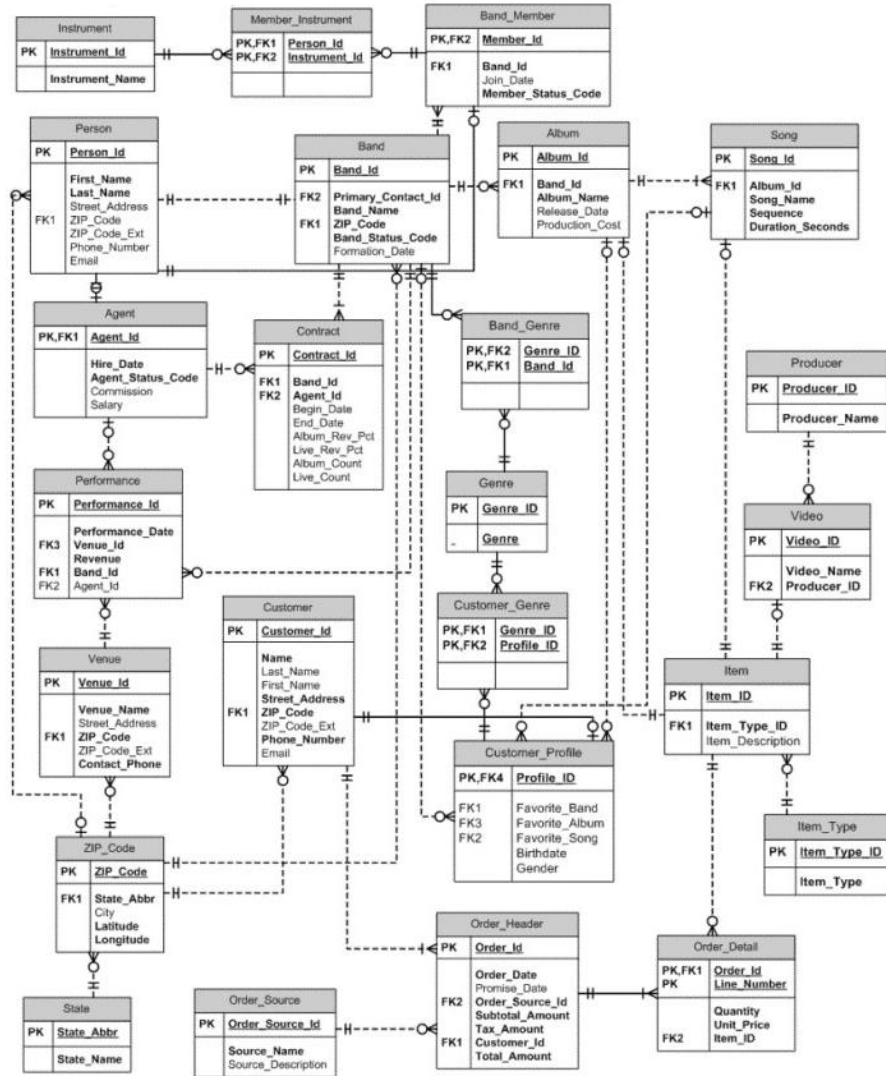 Instrument
PK Instrument_Id
Instrument_Name
Member_Instrument
PK,FK1 Person_Id
PK,FK2 Instrument_Id
Band_Member
PK,FK2 Member_Id
FK1 Band_Id
Join_Date
Member_Status_Code
Person
PK Person_Id
First_Name
Last_Name
Street_Address
FK1 ZIP_Code
ZIP_Code_Ext
Phone_Number
Email
Band
PK Band_Id
FK2 Primary_Contact_Id
Band_Name
FK1 ZIP_Code
Band_Status_Code
Formation_Date
Album
PK Album_Id
FK1 Band_Id
Album_Name
Release_Date
Production_Cost
Song
PK Song_Id
FK1 Album_Id
Song_Name
Sequence
Duration_Seconds
Agent
PK,FK1 Agent_Id
Hire_Date
Agent_Status_Code
Commission
Salary
Contract
PK Contract_Id
FK1 Band_Id
FK2 Agent_Id
Begin_Date
End_Date
Album_Rev_Pct
Live_Rev_Pct
Album_Count
Live_Count
Band_Genre
PK,FK2 Genre_ID
PK,FK1 Band_Id
Producer
PK Producer_ID
Producer_Name
Performance
PK Performance_Id
Performance_Date
FK3 Venue_Id
Revenue
FK1 Band_Id
FK2 Agent_Id
Genre
PK Genre_ID
_ Genre
Video
PK Video_ID
Video_Name
FK2 Producer_ID
Customer
PK Customer_Id
Name
Last_Name
First_Name
Street_Address
FK1 ZIP_Code
ZIP_Code_Ext
Phone_Number
Email
Customer_Genre
PK,FK1 Genre_ID
PK,FK2 Profile_ID
Venue
PK Venue_Id
Venue_Name
Street_Address
FK1 ZIP_Code
ZIP_Code_Ext
Contact_Phone
Item
PK Item_ID
FK1 Item_Type_ID
Item_Description
Customer_Profile
PK,FK4 Profile_ID
FK1 Favorite_Band
FK3 Favorite_Album
FK2 Favorite_Song
Birthdate
Gender
Item_Type
PK Item_Type_ID
Item_Type
ZIP_Code
PK ZIP_Code
FK1 State_Abbr
City
Latitude
Longitude
Order_Header
PK Order_Id
Order_Date
Promise_Date
FK2 Order_Source_Id
Subtotal_Amount
Tax_Amount
FK1 Customer_Id
Total_Amount
Order_Detail
PK,FK1 Order_Id
PK Line_Number
Quantity
Unit_Price
FK2 Item_ID
State
PK State_Abbr
State_Name
Order_Source
PK Order_Source_Id
Source_Name
Source_Description